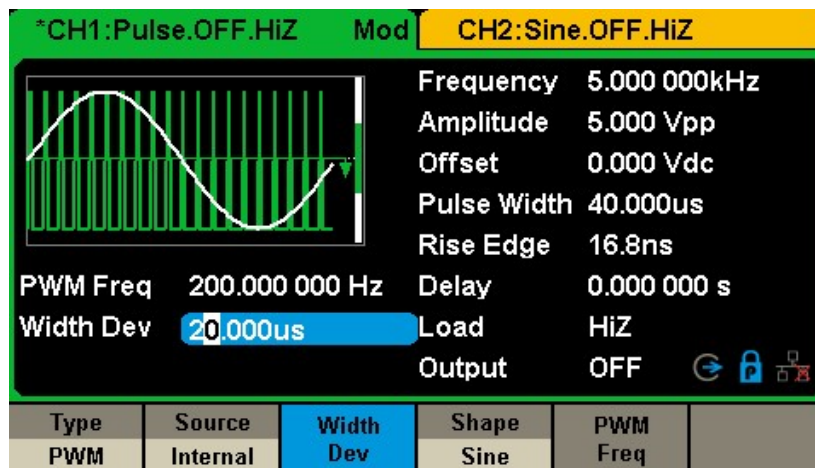 *CH1:Pulse.OFF.HiZ Mod CH2:Sine.OFF.HiZ
Frequency 5.000 000kHz
Amplitude 5.000 Vpp
Offset 0.000 Vdc
Pulse Width 40.000us
Rise Edge 16.8ns
PWM Freq 200.000 000 Hz Delay 0.000 000 s
Width Dev 20.000us Load HiZ
Output OFF P
Type Source Width Shape PWM
PWM Internal Dev Sine Freq